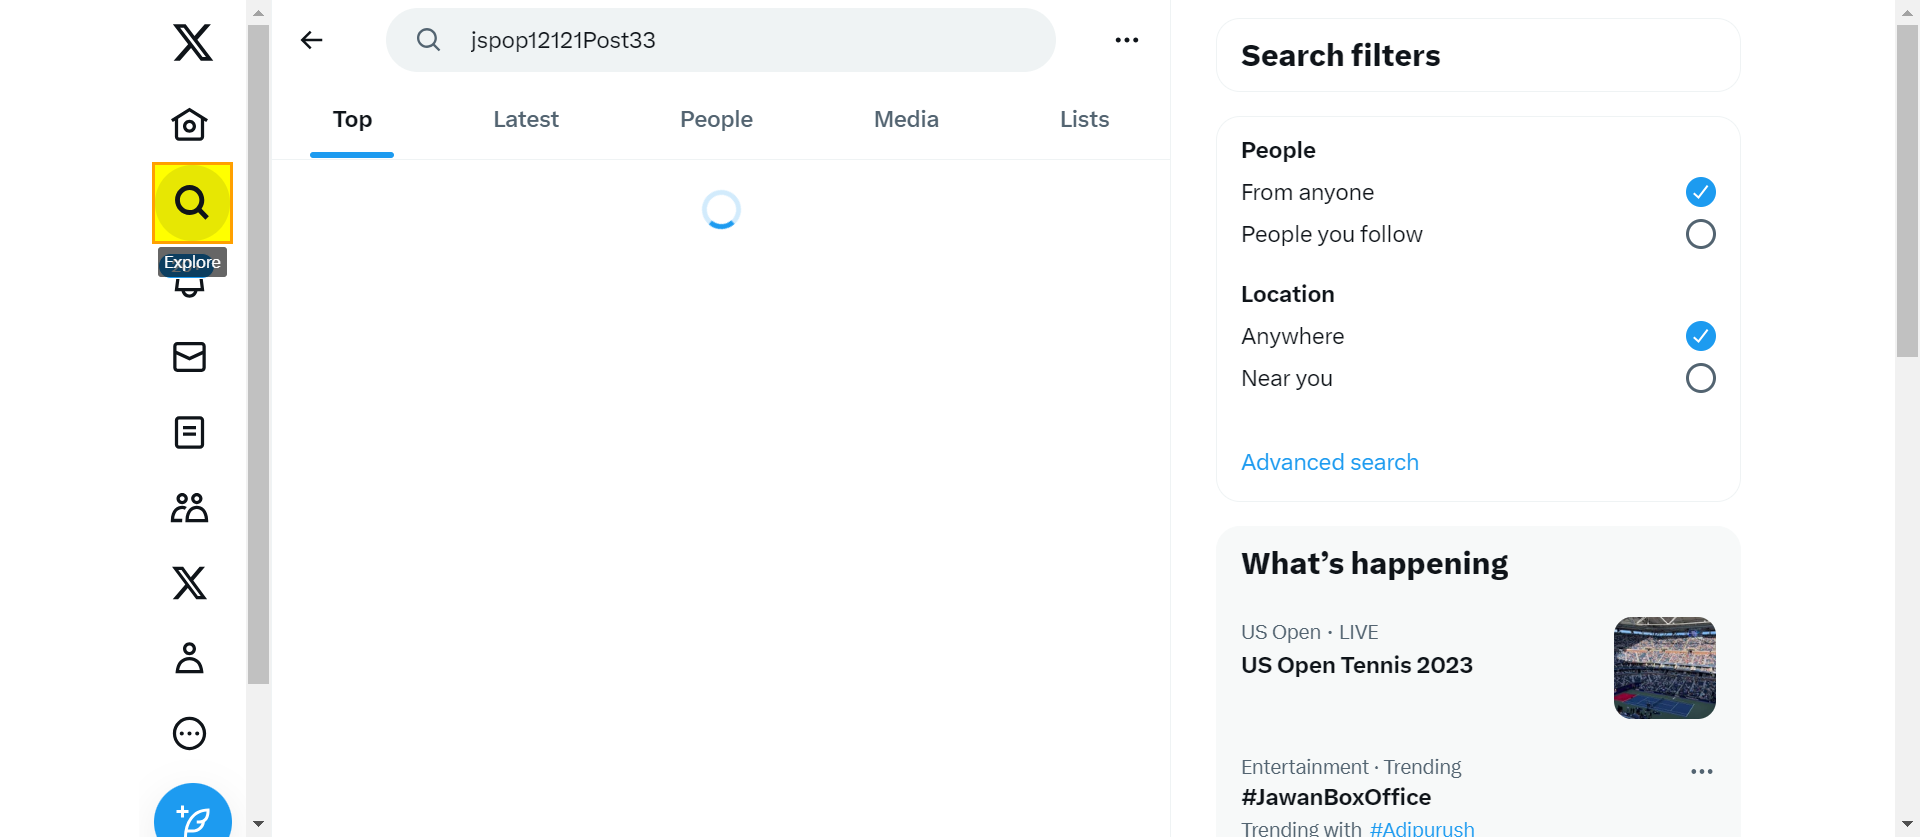 jspop12121Post33
Top
Latest
People
Media
Lists
Explore
Search filters
People
From anyone
People you follow
Location
Anywhere
Near you
Advanced search
What’s happening
US Open · LIVE
US Open Tennis 2023
Entertainment · Trending
#JawanBoxOffice
Trending with #Adipurush